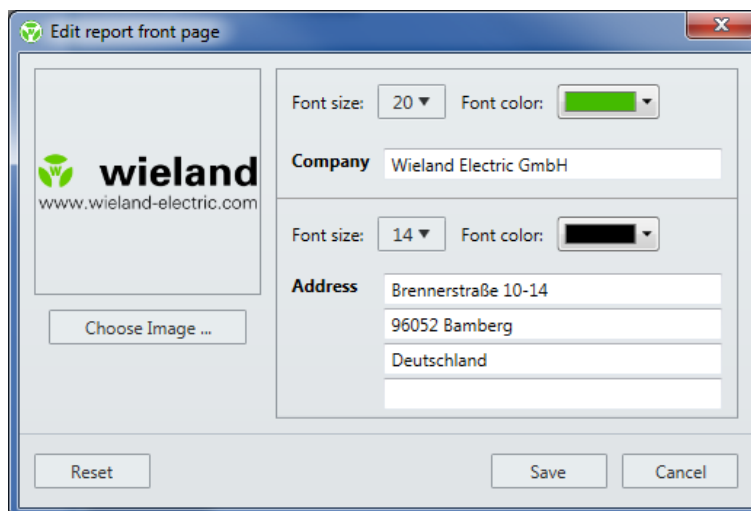 Edit report front page
wieland
www.wieland-electric.com
Choose Image ...
Font size: 20 Font color:
Company Wieland Electric GmbH
Font size: 14 Font color:
Address Brennerstraße 10-14
96052 Bamberg
Deutschland
Reset Save Cancel